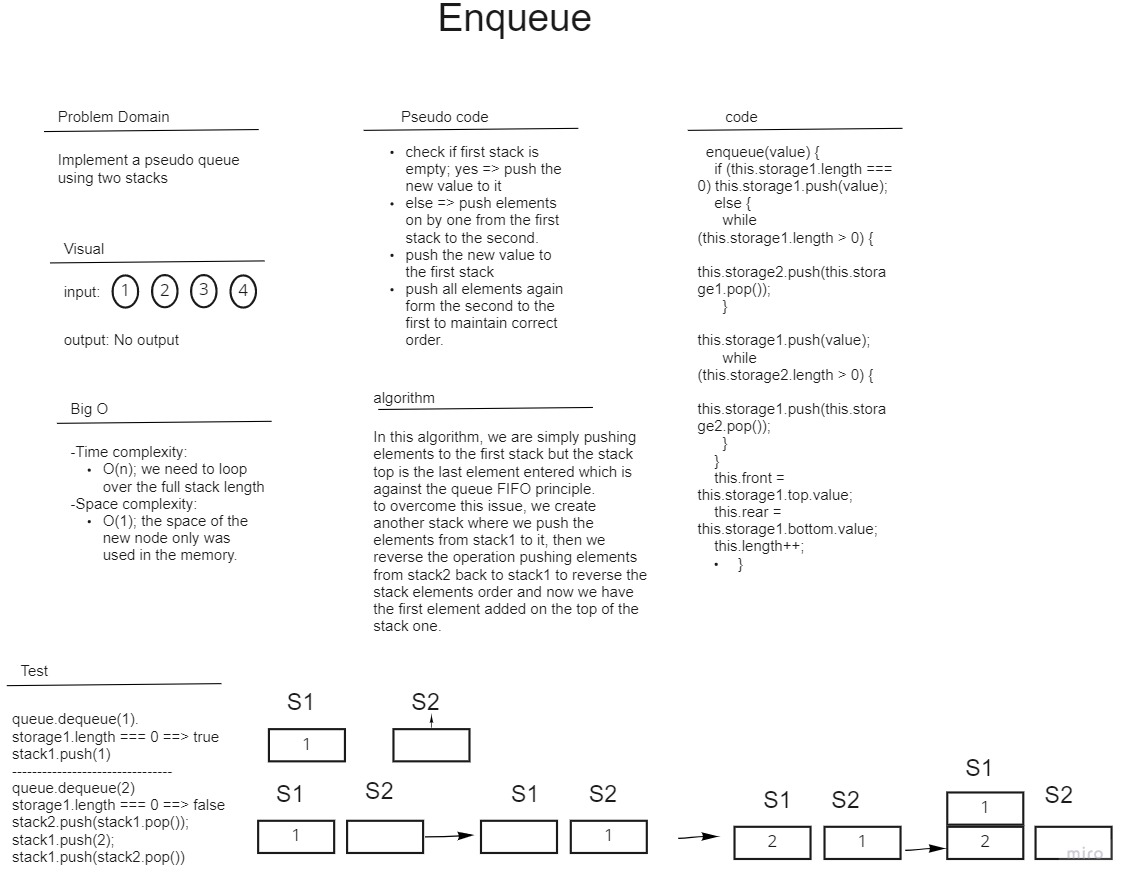 Enqueue
Problem Domain
Implement a pseudo queue
using two stacks
Visual
input: 1 2 3 4
output: No output
Big O
-Time complexity:
• O(n); we need to loop
over the full stack length
-Space complexity:
• O(1); the space of the
new node only was
used in the memory.
Pseudo code
• check if first stack is
empty; yes => push the
new value to it
• else => push elements
on by one from the first
stack to the second.
• push the new value to
the first stack
• push all elements again
form the second to the
first to maintain correct
order.
algorithm
In this algorithm, we are simply pushing
elements to the first stack but the stack
top is the last element entered which is
against the queue FIFO principle.
to overcome this issue, we create
another stack where we push the
elements from stack1 to it, then we
reverse the operation pushing elements
from stack2 back to stack1 to reverse the
stack elements order and now we have
the first element added on the top of the
stack one.
code
enqueue(value) {
if (this.storage1.length ===
0) this.storage1.push(value);
else {
while
(this.storage1.length > 0) {
this.storage2.push(this.stora
ge1.pop());
}
this.storage1.push(value);
while
(this.storage2.length > 0) {
this.storage1.push(this.stora
ge2.pop());
}
}
this.front =
this.storage1.top.value;
this.rear =
this.storage1.bottom.value;
this.length++;
• }
Test
queue.dequeue(1).
storage1.length === 0 ==> true
stack1.push(1)
--------------------------------
queue.dequeue(2)
storage1.length === 0 ==> false
stack2.push(stack1.pop());
stack1.push(2);
stack1.push(stack2.pop())
S1 S2
1
S1 S2
1
S1 S2
1
S1 S2
2 1
S1 S2
1
2
miro